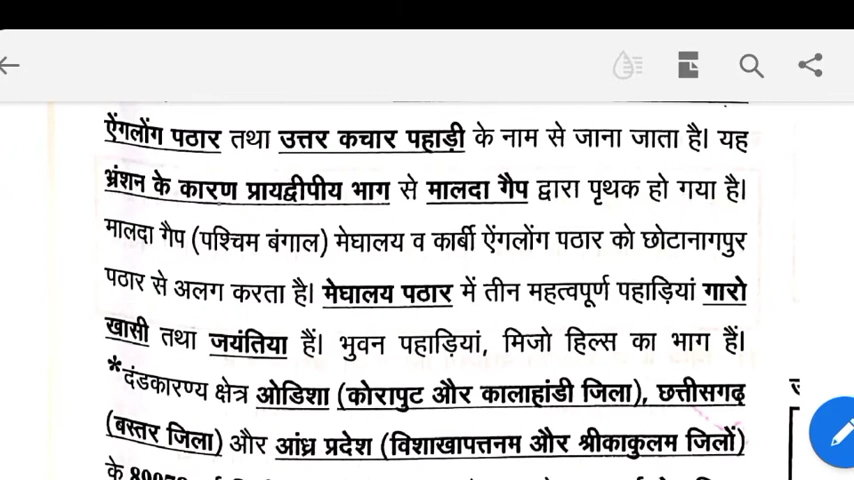 ऐंगलोंग पठार तथा उत्तर कचार पहाड़ी के नाम से जाना जाता है। यह
भ्रंशन के कारण प्रायद्वीपीय भाग से मालदा गैप द्वारा पृथक हो गया है।
मालदा गैप (पश्चिम बंगाल) मेघालय व कार्बी ऐंगलोंग पठार को छोटानागपुर
पठार से अलग करता है। मेघालय पठार में तीन महत्वपूर्ण पहाड़ियां गारो
खासी तथा जयंतिया हैं। भुवन पहाड़ियां, मिजो हिल्स का भाग हैं।
*दंडकारण्य क्षेत्र ओडिशा (कोरापुट और कालाहांडी जिला), छत्तीसगढ़
(बस्तर जिला) और आंध्र प्रदेश (विशाखापत्तनम और श्रीकाकुलम जिलों)
के